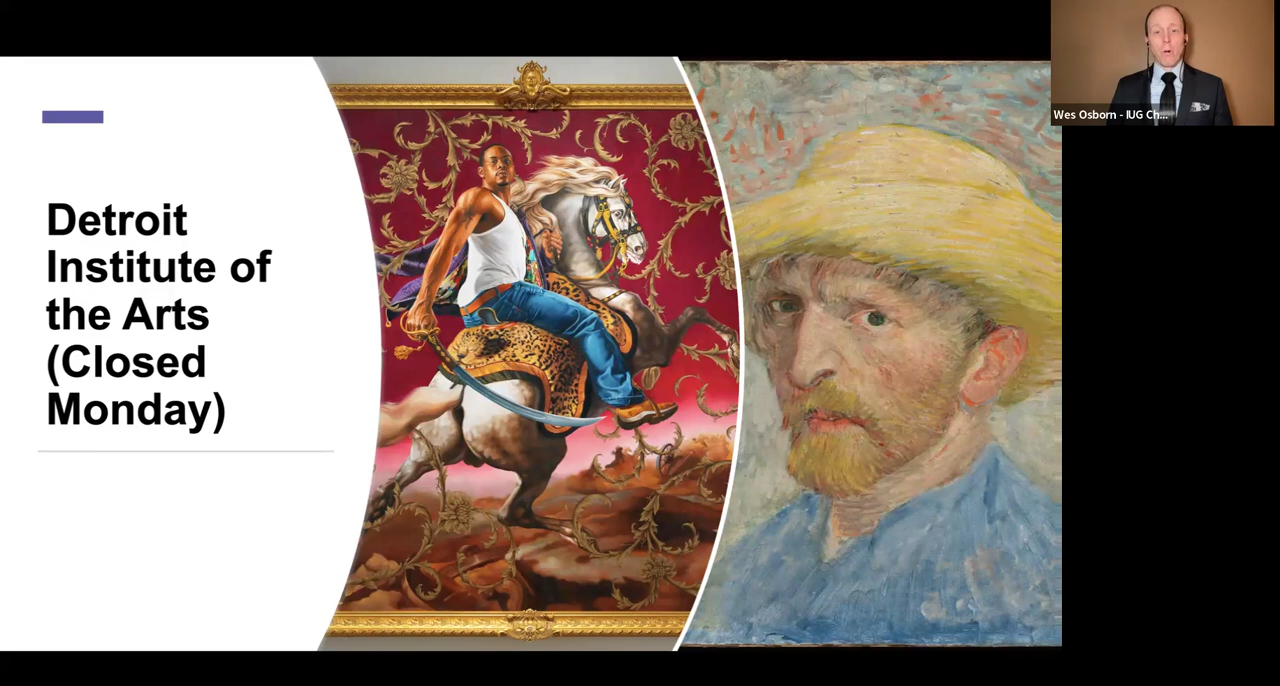 Detroit
Institute of
the Arts
(Closed
Monday)
Wes Osborn - IUG Ch...